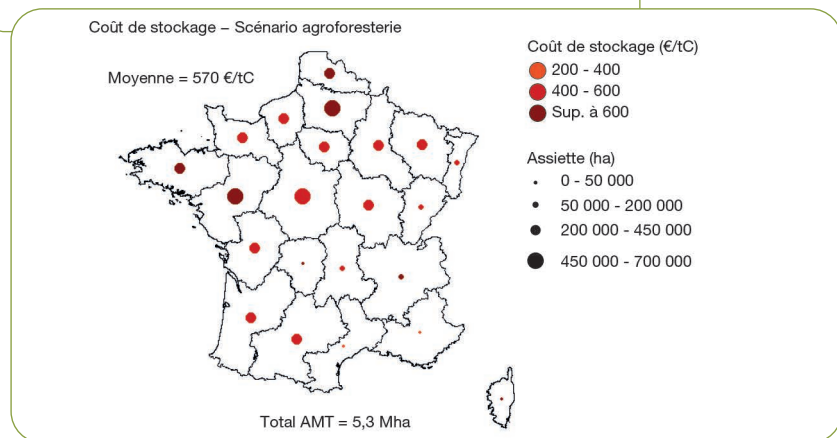 Coût de stockage – Scénario agroforesterie
Moyenne = 570 €/tC
Coût de stockage (€/tC)
200 - 400
400 - 600
Sup. à 600
Assiette (ha)
0 - 50 000
50 000 - 200 000
200 000 - 450 000
450 000 - 700 000
Total AMT = 5,3 Mha